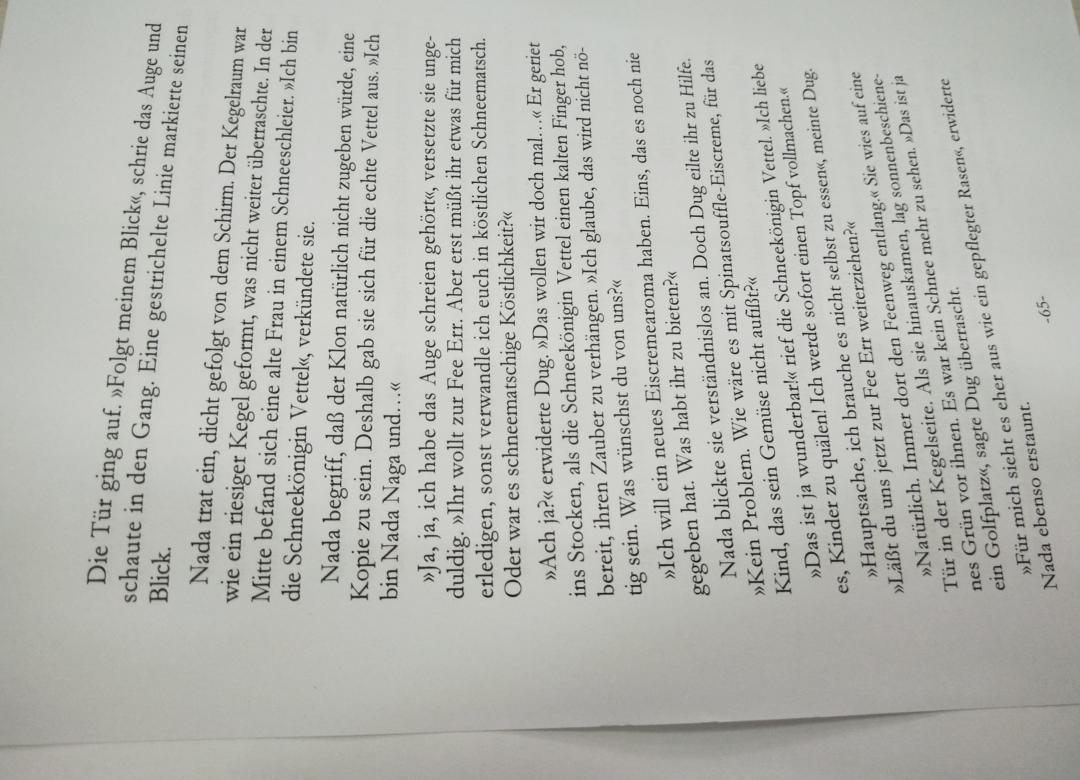 Die Tür ging auf. »Folgt meinem Blick«, schrie das Auge und
schaute in den Gang. Eine gestrichelte Linie markierte seinen
Blick.
Nada trat ein, dicht gefolgt von dem Schirm. Der Kegelraum war
wie ein riesiger Kegel geformt, was nicht weiter überraschte. In der
Mitte befand sich eine alte Frau in einem Schneeschleier. »Ich bin
die Schneekönigin Vettel«, verkündete sie.
Nada begriff, daß der Klon natürlich nicht zugeben würde, eine
Kopie zu sein. Deshalb gab sie sich für die echte Vettel aus. »Ich
bin Nada Naga und...«
»Ja, ja, ich habe das Auge schreien gehört«, versetzte sie unge-
duldig. »Ihr wollt zur Fee Err. Aber erst müßt ihr etwas für mich
erledigen, sonst verwandle ich euch in köstlichen Schneematsch.
Oder war es schneematschige Köstlichkeit?«
»Ach ja?« erwiderte Dug. »Das wollen wir doch mal...« Er geriet
ins Stocken, als die Schneekönigin Vettel einen kalten Finger hob,
bereit, ihren Zauber zu verhängen. »Ich glaube, das wird nicht nö-
tig sein. Was wünschst du von uns?«
»Ich will ein neues Eiscremearoma haben. Eins, das es noch nie
gegeben hat. Was habt ihr zu bieten?«
Nada blickte sie verständnislos an. Doch Dug eilte ihr zu Hilfe.
»Kein Problem. Wie wäre es mit Spinatsouffle-Eiscreme, für das
Kind, das sein Gemüse nicht aufißt?«
»Das ist ja wunderbar!« rief die Schneekönigin Vettel. »Ich liebe
es, Kinder zu quälen! Ich werde sofort einen Topf vollmachen.«
»Hauptsache, ich brauche es nicht selbst zu essen«, meinte Dug.
»Läßt du uns jetzt zur Fee Err weiterziehen?«
»Natürlich. Immer dort den Feenweg entlang.« Sie wies auf eine
Tür in der Kegelseite. Als sie hinauskamen, lag sonnenbeschiene-
nes Grün vor ihnen. Es war kein Schnee mehr zu sehen. »Das ist ja
ein Golfplatz«, sagte Dug überrascht.
»Für mich sieht es eher aus wie ein gepflegter Rasen«, erwiderte
Nada ebenso erstaunt.
-65-